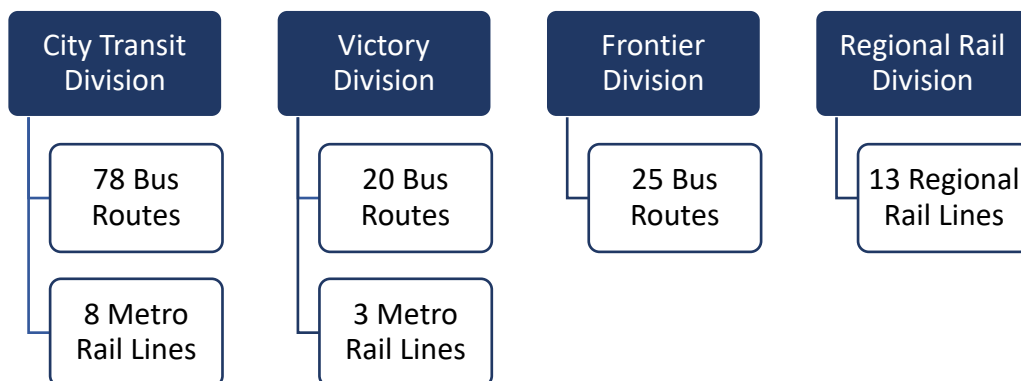 City Transit
Division
78 Bus
Routes
8 Metro
Rail Lines
Victory
Division
20 Bus
Routes
3 Metro
Rail Lines
Frontier
Division
25 Bus
Routes
Regional Rail
Division
13 Regional
Rail Lines